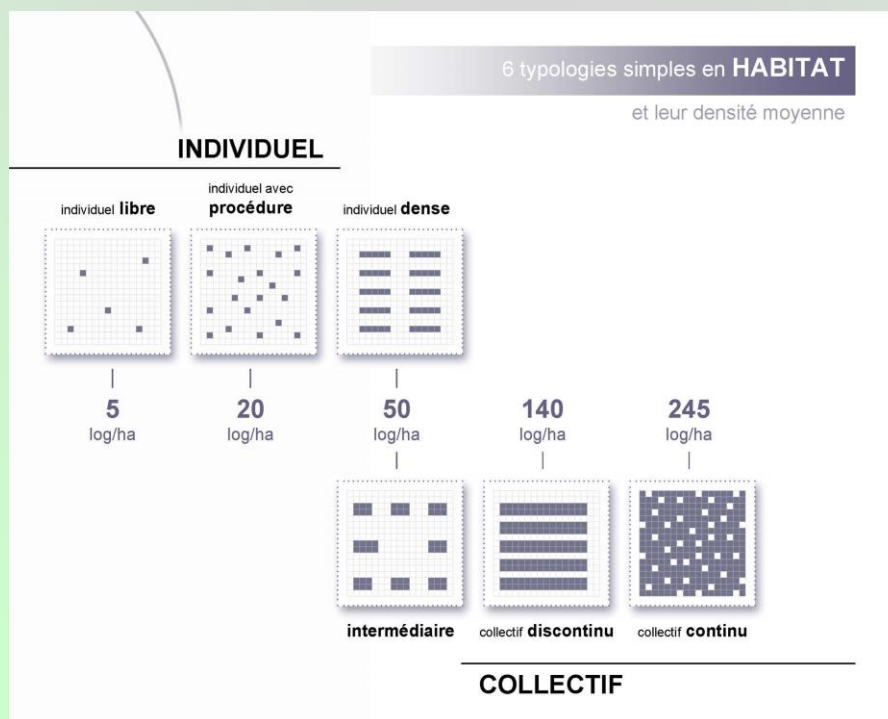 6 typologies simples en HABITAT
et leur densité moyenne
INDIVIDUEL
individuel libre
individuel avec
procédure
individuel dense
5
log/ha
20
log/ha
50
log/ha
140
log/ha
245
log/ha
intermédiaire
collectif discontinu
collectif continu
COLLECTIF